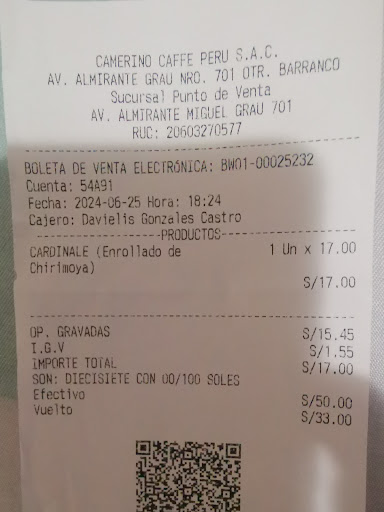 CAMERINO CAFFE PERU S.A.C.
AV. ALMIRANTE GRAU NRO. 701 OTR. BARRANCO
Sucursal Punto de Venta
AV. ALMIRANTE MIGUEL GRAU 701
RUC: 20603270577
BOLETA DE VENTA ELECTRÓNICA: BW01-00025232
Cuenta: 54A91
Fecha: 2024-06-25 Hora: 18:24
Cajero: Davielis Gonzales Castro
--------------------PRODUCTOS--------------------
CARDINALE (Enrollado de 1 Un x 17.00
Chirimoya)
S/17.00
OP. GRAVADAS S/15.45
I.G.V S/1.55
IMPORTE TOTAL S/17.00
SON: DIECISIETE CON 00/100 SOLES
Efectivo S/50.00
Vuelto S/33.00